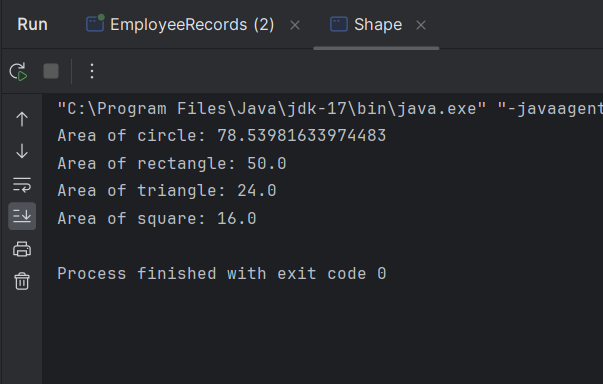 Run EmployeeRecords (2) Shape
"C:\Program Files\Java\jdk-17\bin\java.exe" "-javaagent
Area of circle: 78.53981633974483
Area of rectangle: 50.0
Area of triangle: 24.0
Area of square: 16.0
Process finished with exit code 0